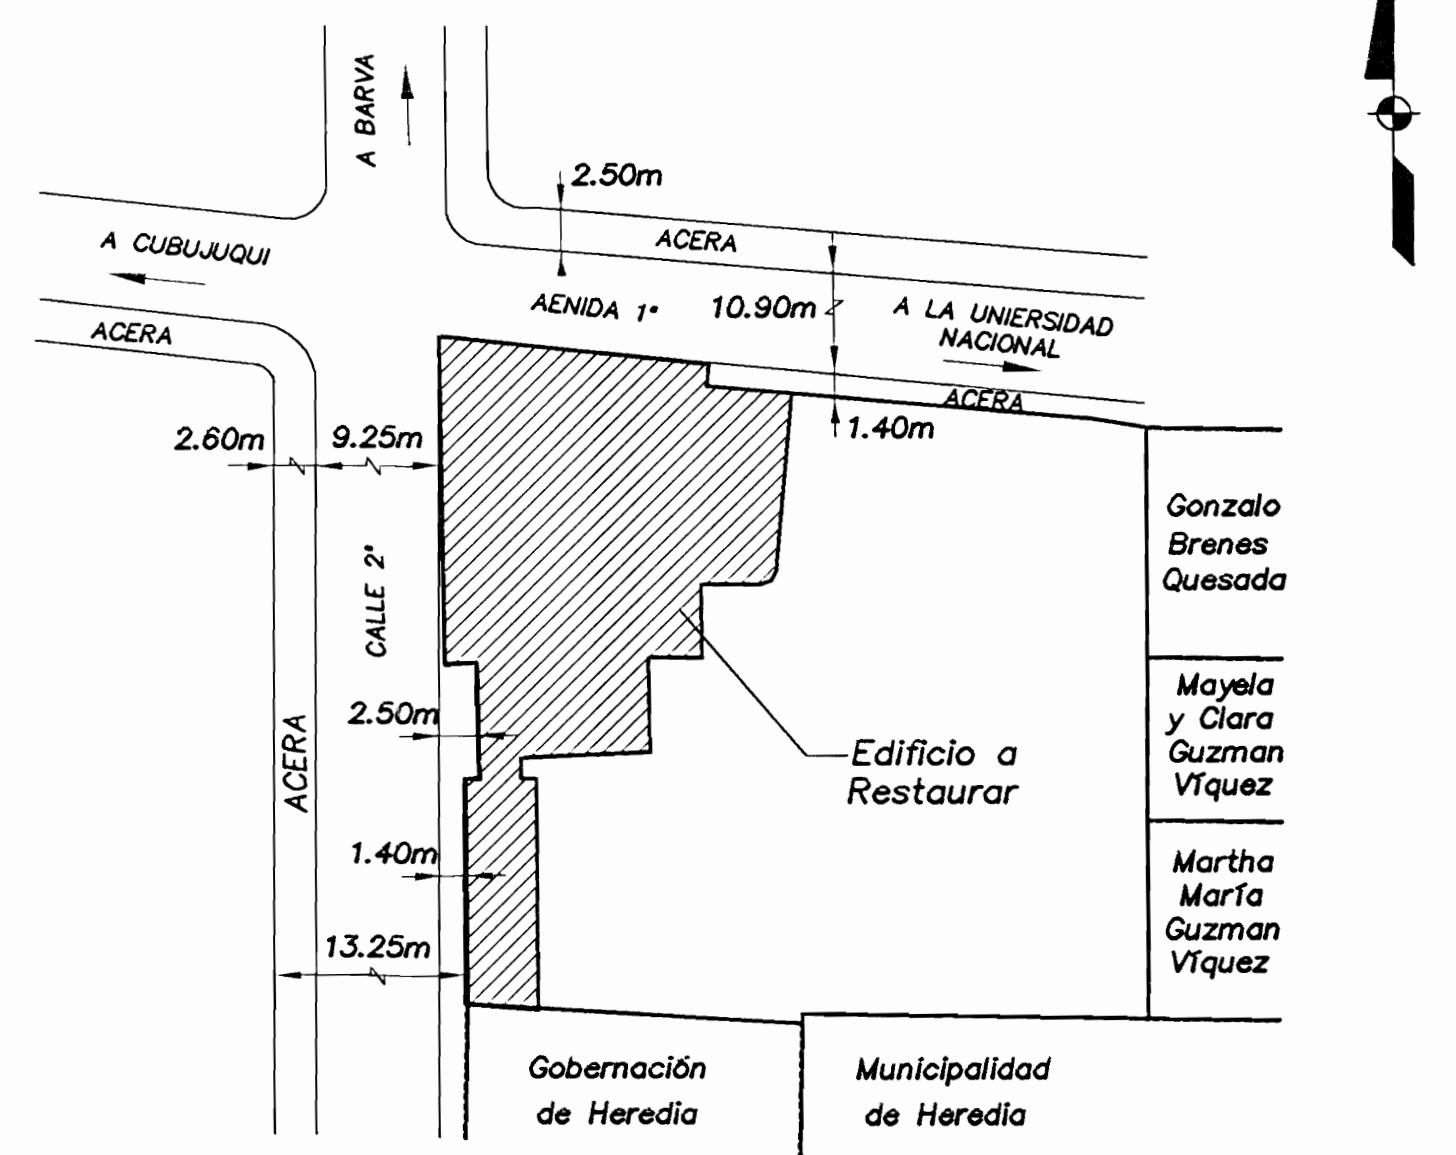 A BARVA
2.50m
ACERA
A CUBUJUQUI
ACERA
AENIDA 1ª
10.90m
A LA UNIERSIDAD
NACIONAL
ACERA
1.40m
2.60m
9.25m
CALLE 2ª
ACERA
2.50m
1.40m
13.25m
Edificio a
Restaurar
Gonzalo
Brenes
Quesada
Mayela
y Clara
Guzman
Víquez
Martha
María
Guzman
Víquez
Gobernación
de Heredia
Municipalidad
de Heredia